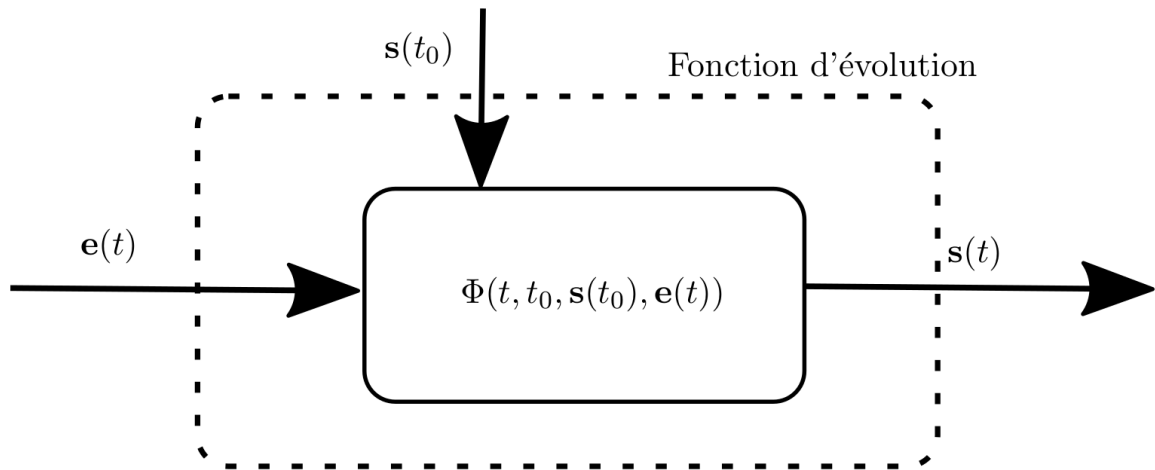 s(t₀)
Fonction d'évolution
e(t)
s(t)
Φ(t, t₀, s(t₀), e(t))